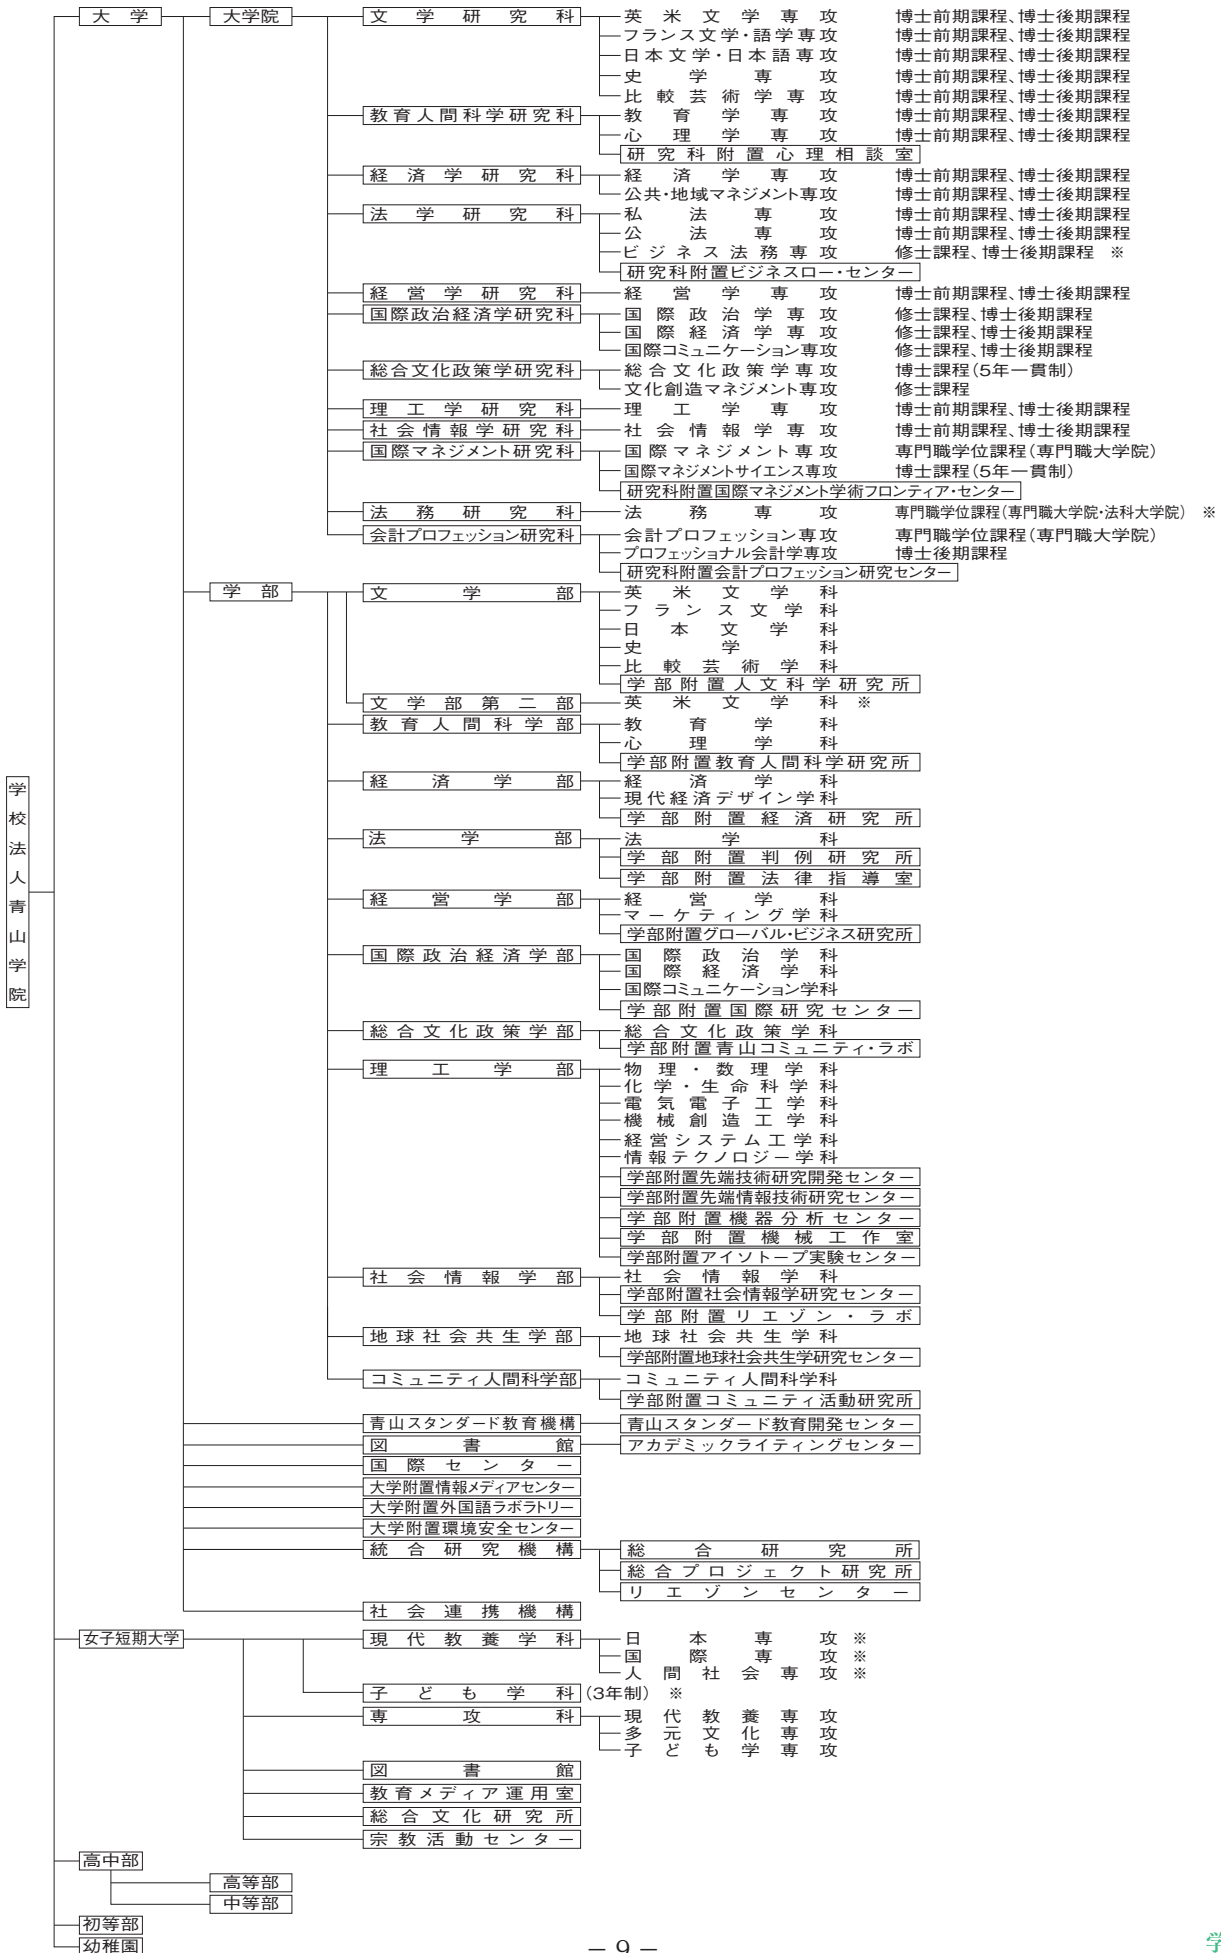 大学 大学院 文学研究科 英米文学専攻 博士前期課程、博士後期課程
フランス文学・語学専攻 博士前期課程、博士後期課程
日本文学・日本語専攻 博士前期課程、博士後期課程
史学専攻 博士前期課程、博士後期課程
比較芸術学専攻 博士前期課程、博士後期課程
教育人間科学研究科 教育学専攻 博士前期課程、博士後期課程
心理学専攻 博士前期課程、博士後期課程
研究科附置心理相談室
経済学研究科 経済学専攻 博士前期課程、博士後期課程
公共・地域マネジメント専攻 博士前期課程、博士後期課程
法学研究科 私法専攻 博士前期課程、博士後期課程
公法専攻 博士前期課程、博士後期課程
ビジネス法務専攻 修士課程、博士後期課程 ※
研究科附置ビジネスロー・センター
経営学研究科 経営学専攻 博士前期課程、博士後期課程
国際政治経済学研究科 国際政治学専攻 修士課程、博士後期課程
国際経済学専攻 修士課程、博士後期課程
国際コミュニケーション専攻 修士課程、博士後期課程
総合文化政策学研究科 総合文化政策学専攻 博士課程(5年一貫制)
文化創造マネジメント専攻 修士課程
理工学研究科 理工学専攻 博士前期課程、博士後期課程
社会情報学研究科 社会情報学専攻 博士前期課程、博士後期課程
国際マネジメント研究科 国際マネジメント専攻 専門職学位課程(専門職大学院)
国際マネジメントサイエンス専攻 博士課程(5年一貫制)
研究科附置国際マネジメント学術フロンティア・センター
法務研究科 法務専攻 専門職学位課程(専門職大学院・法科大学院) ※
会計プロフェッション研究科 会計プロフェッション専攻 専門職学位課程(専門職大学院)
プロフェッショナル会計学専攻 博士後期課程
研究科附置会計プロフェッション研究センター
学部 文学部 英米文学科
フランス文学科
日本文学科
史学科
比較芸術学科
学部附置人文科学研究所
文学部第二部 英米文学科 ※
教育人間科学部 教育学科
心理学科
学部附置教育人間科学研究所
経済学部 経済学科
現代経済デザイン学科
学部附置経済研究所
法学部 法学科
学部附置判例研究所
学部附置法律指導室
経営学部 経営学科
マーケティング学科
学部附置グローバル・ビジネス研究所
国際政治経済学部 国際政治学科
国際経済学科
国際コミュニケーション学科
学部附置国際研究センター
総合文化政策学部 総合文化政策学科
学部附置青山コミュニティ・ラボ
理工学部 物理・数理学科
化学・生命科学科
電気電子工学科
機械創造工学科
経営システム工学科
情報テクノロジー学科
学部附置先端技術研究開発センター
学部附置先端情報技術研究センター
学部附置機器分析センター
学部附置機械工作室
学部附置アイソトープ実験センター
社会情報学部 社会情報学科
学部附置社会情報学研究センター
学部附置リエゾン・ラボ
地球社会共生学部 地球社会共生学科
学部附置地球社会共生学研究センター
コミュニティ人間科学部 コミュニティ人間科学科
学部附置コミュニティ活動研究所
青山スタンダード教育機構 青山スタンダード教育開発センター
図書館 アカデミックライティングセンター
国際センター
大学附置情報メディアセンター
大学附置外国語ラボラトリー
大学附置環境安全センター
統合研究機構 総合研究所
総合プロジェクト研究所
リエゾンセンター
社会連携機構
学校法人青山学院
女子短期大学 現代教養学科 日本専攻 ※
国際専攻 ※
人間社会専攻 ※
子ども学科 (3年制) ※
専攻科 現代教養専攻
多元文化専攻
子ども学専攻
図書館
教育メディア運用室
総合文化研究所
宗教活動センター
高中部
高等部
中等部
初等部
幼稚園
– 9 –
学